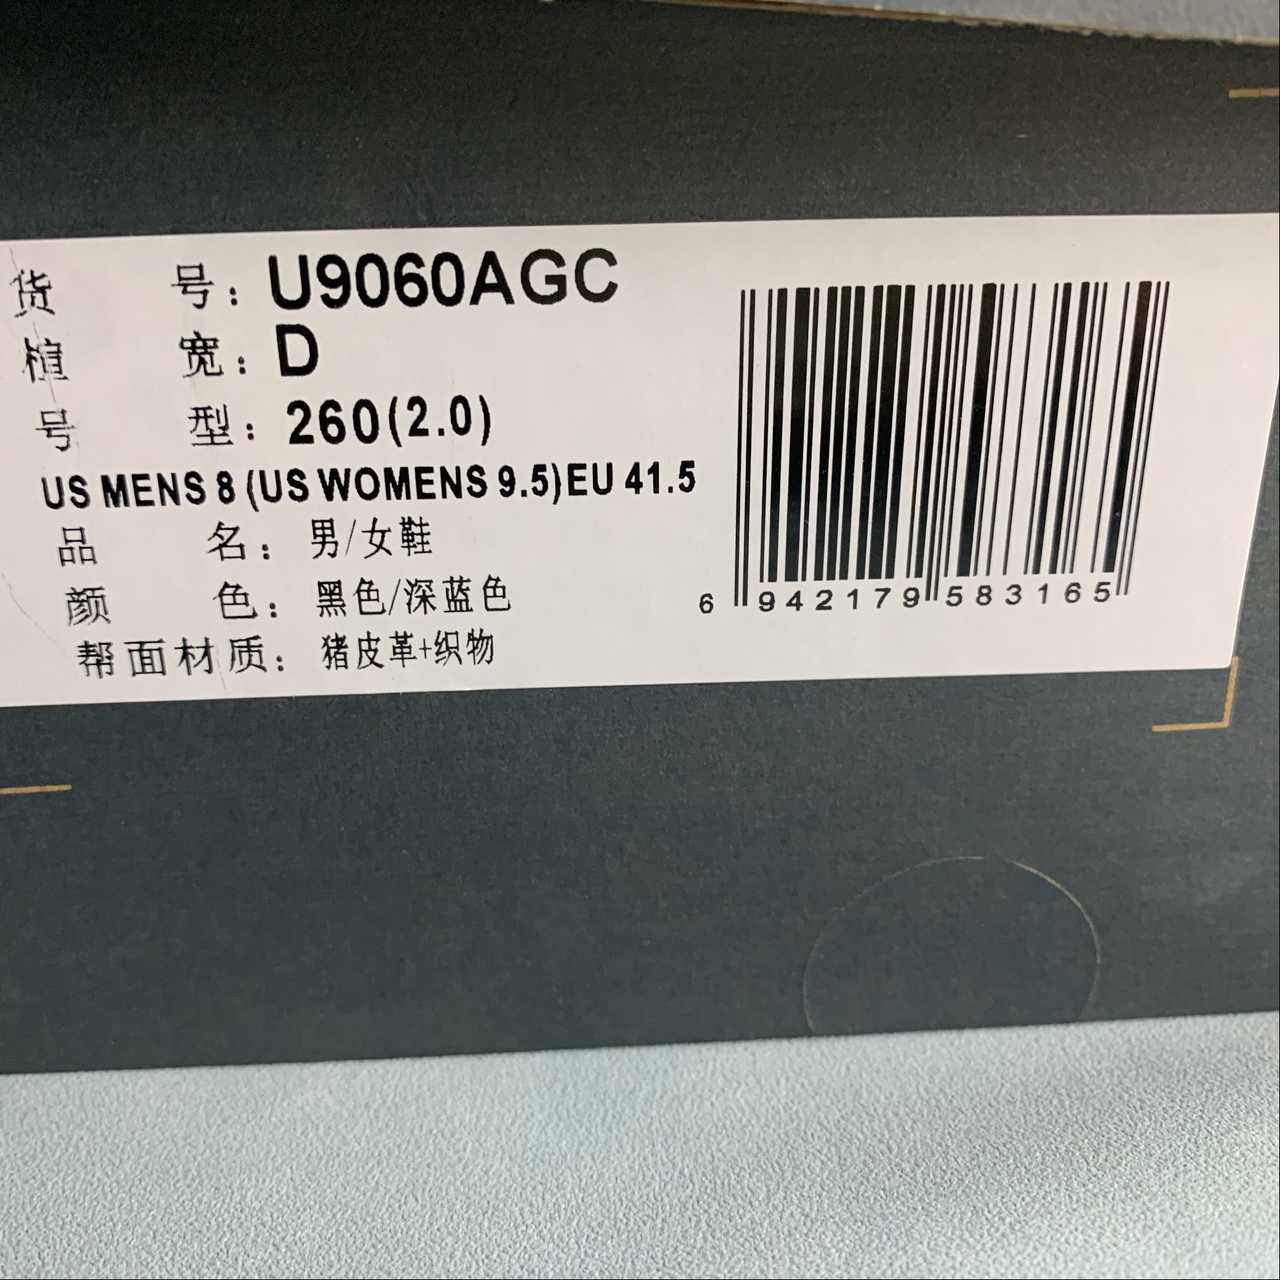 货 号：U9060AGC
楦 宽：D
号 型：260(2.0)
US MENS 8 (US WOMENS 9.5)EU 41.5
品 名：男/女鞋
颜 色：黑色/深蓝色
帮面材质：猪皮革+织物
6 942179 583165